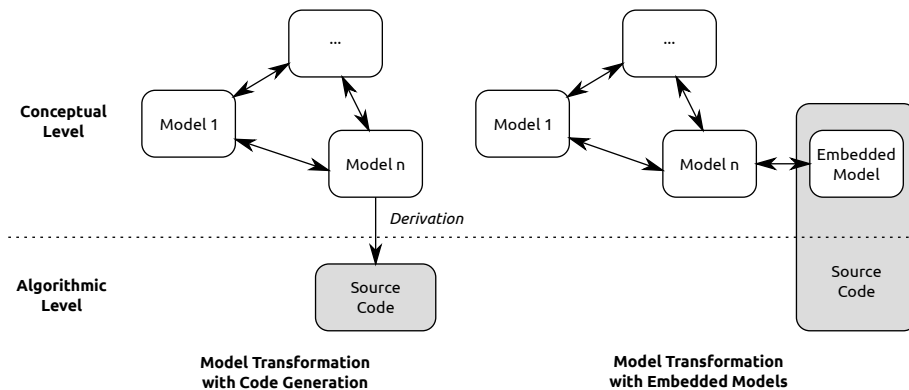 ...
...
Conceptual
Level
Model 1
Model 1
Model n
Model n
Embedded
Model
Derivation
Algorithmic
Level
Source
Code
Source
Code
Model Transformation
with Code Generation
Model Transformation
with Embedded Models